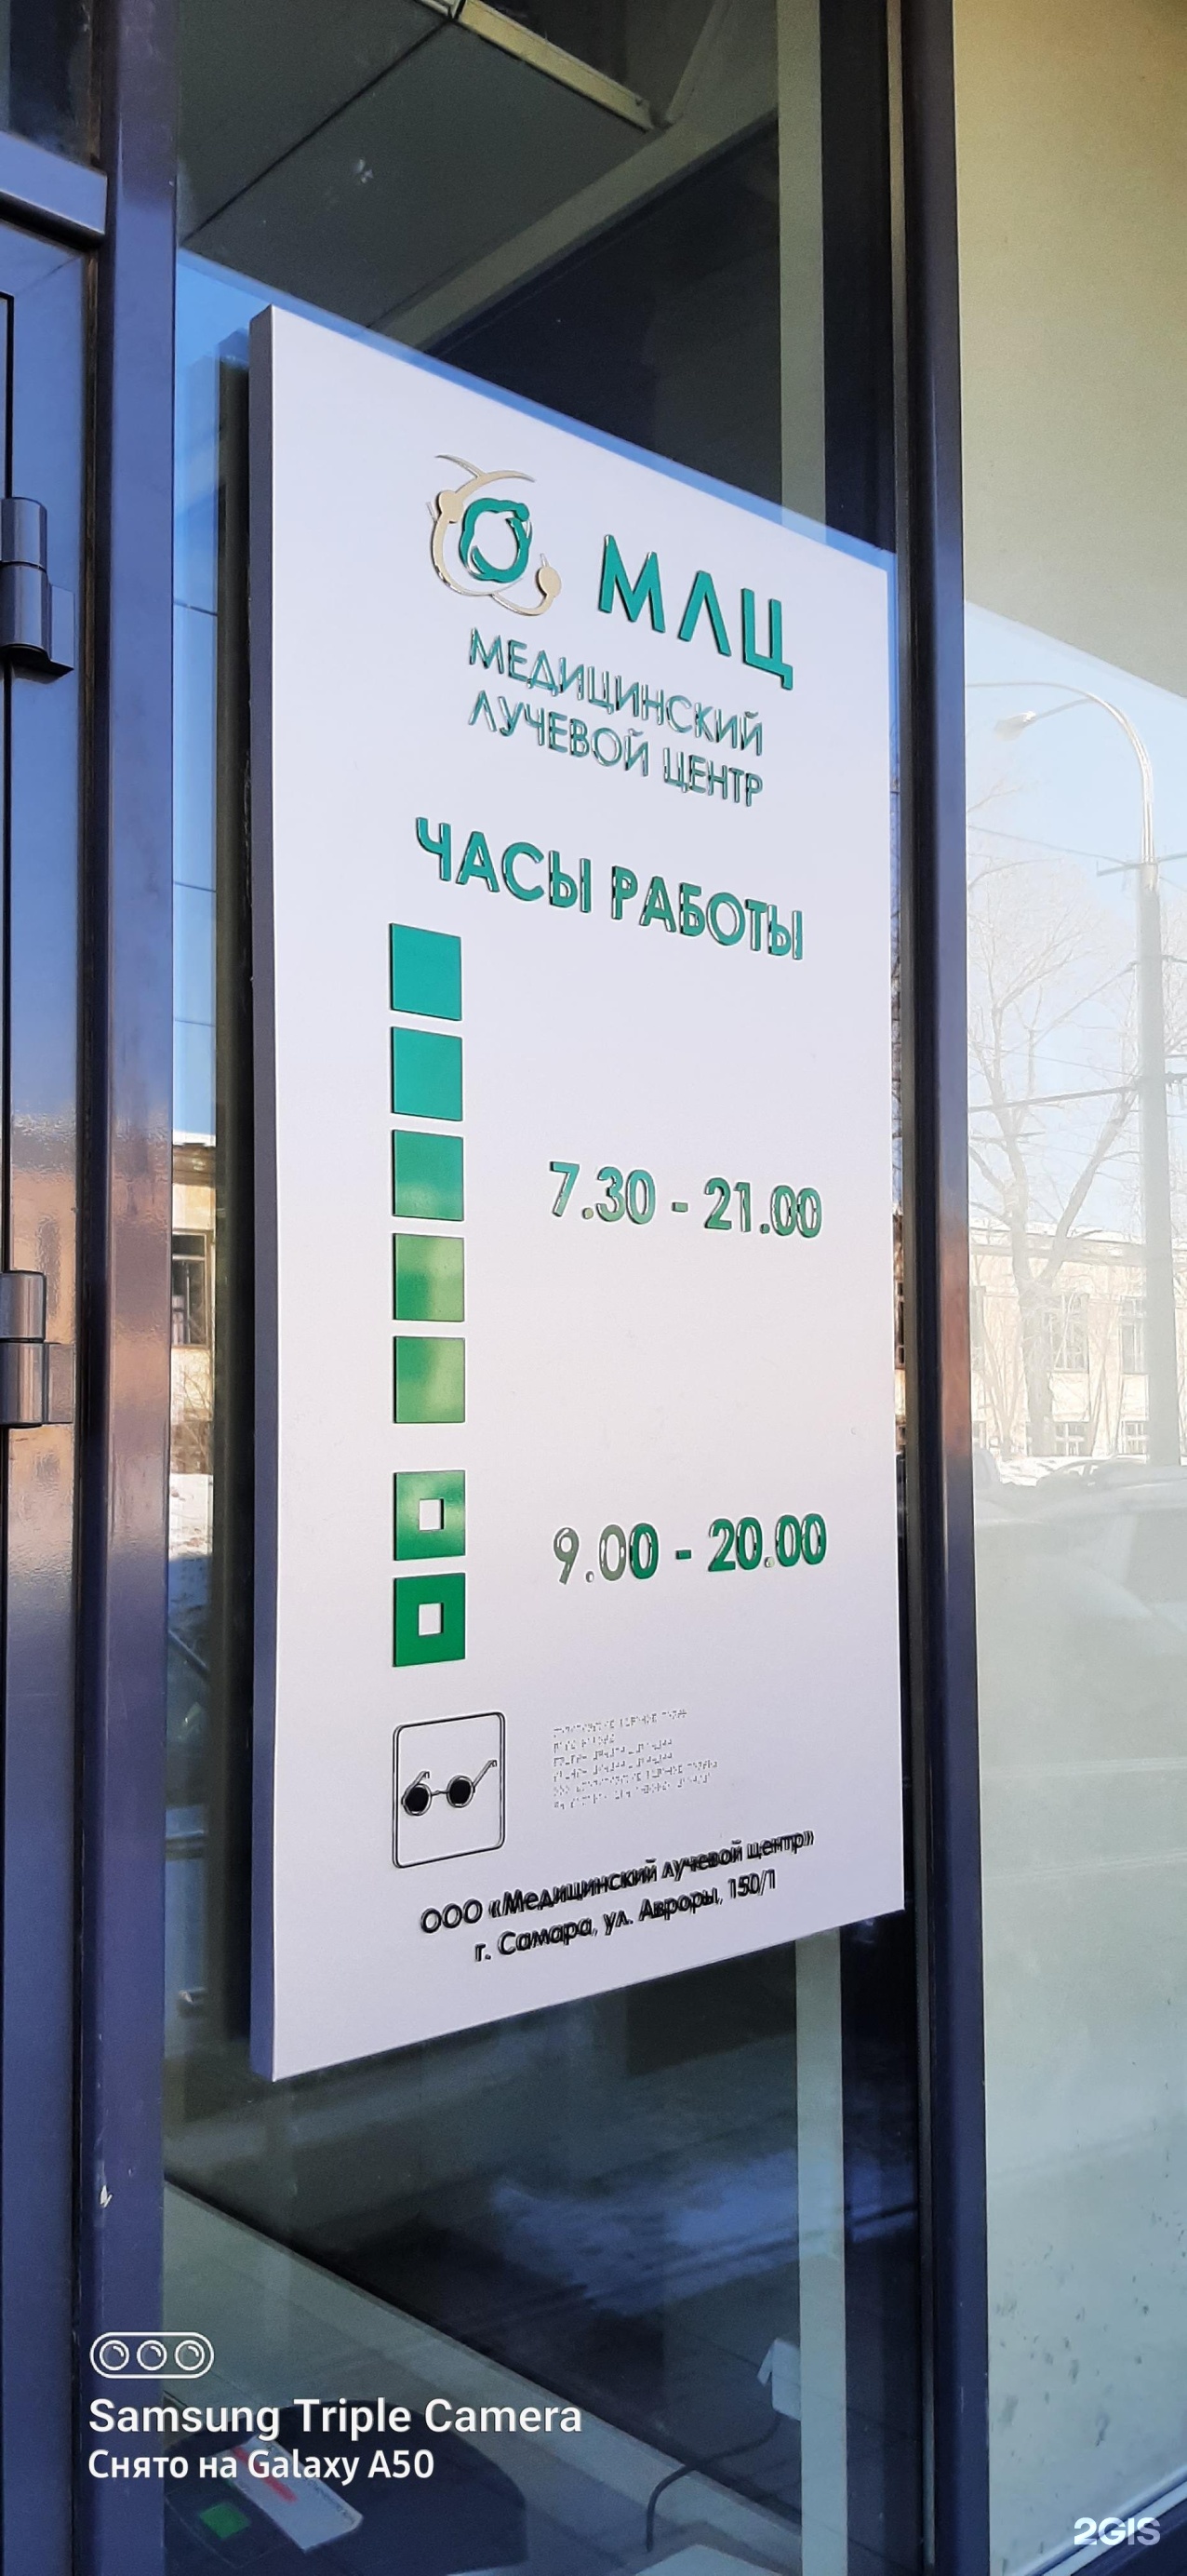 МЛЦ
МЕДИЦИНСКИЙ
ЛУЧЕВОЙ ЦЕНТР
ЧАСЫ РАБОТЫ
7.30 - 21.00
9.00 - 20.00
ООО «Медицинский лучевой центр»
г. Самара, ул. Авроры, 150/1
Samsung Triple Camera
Снято на Galaxy A50
2GIS